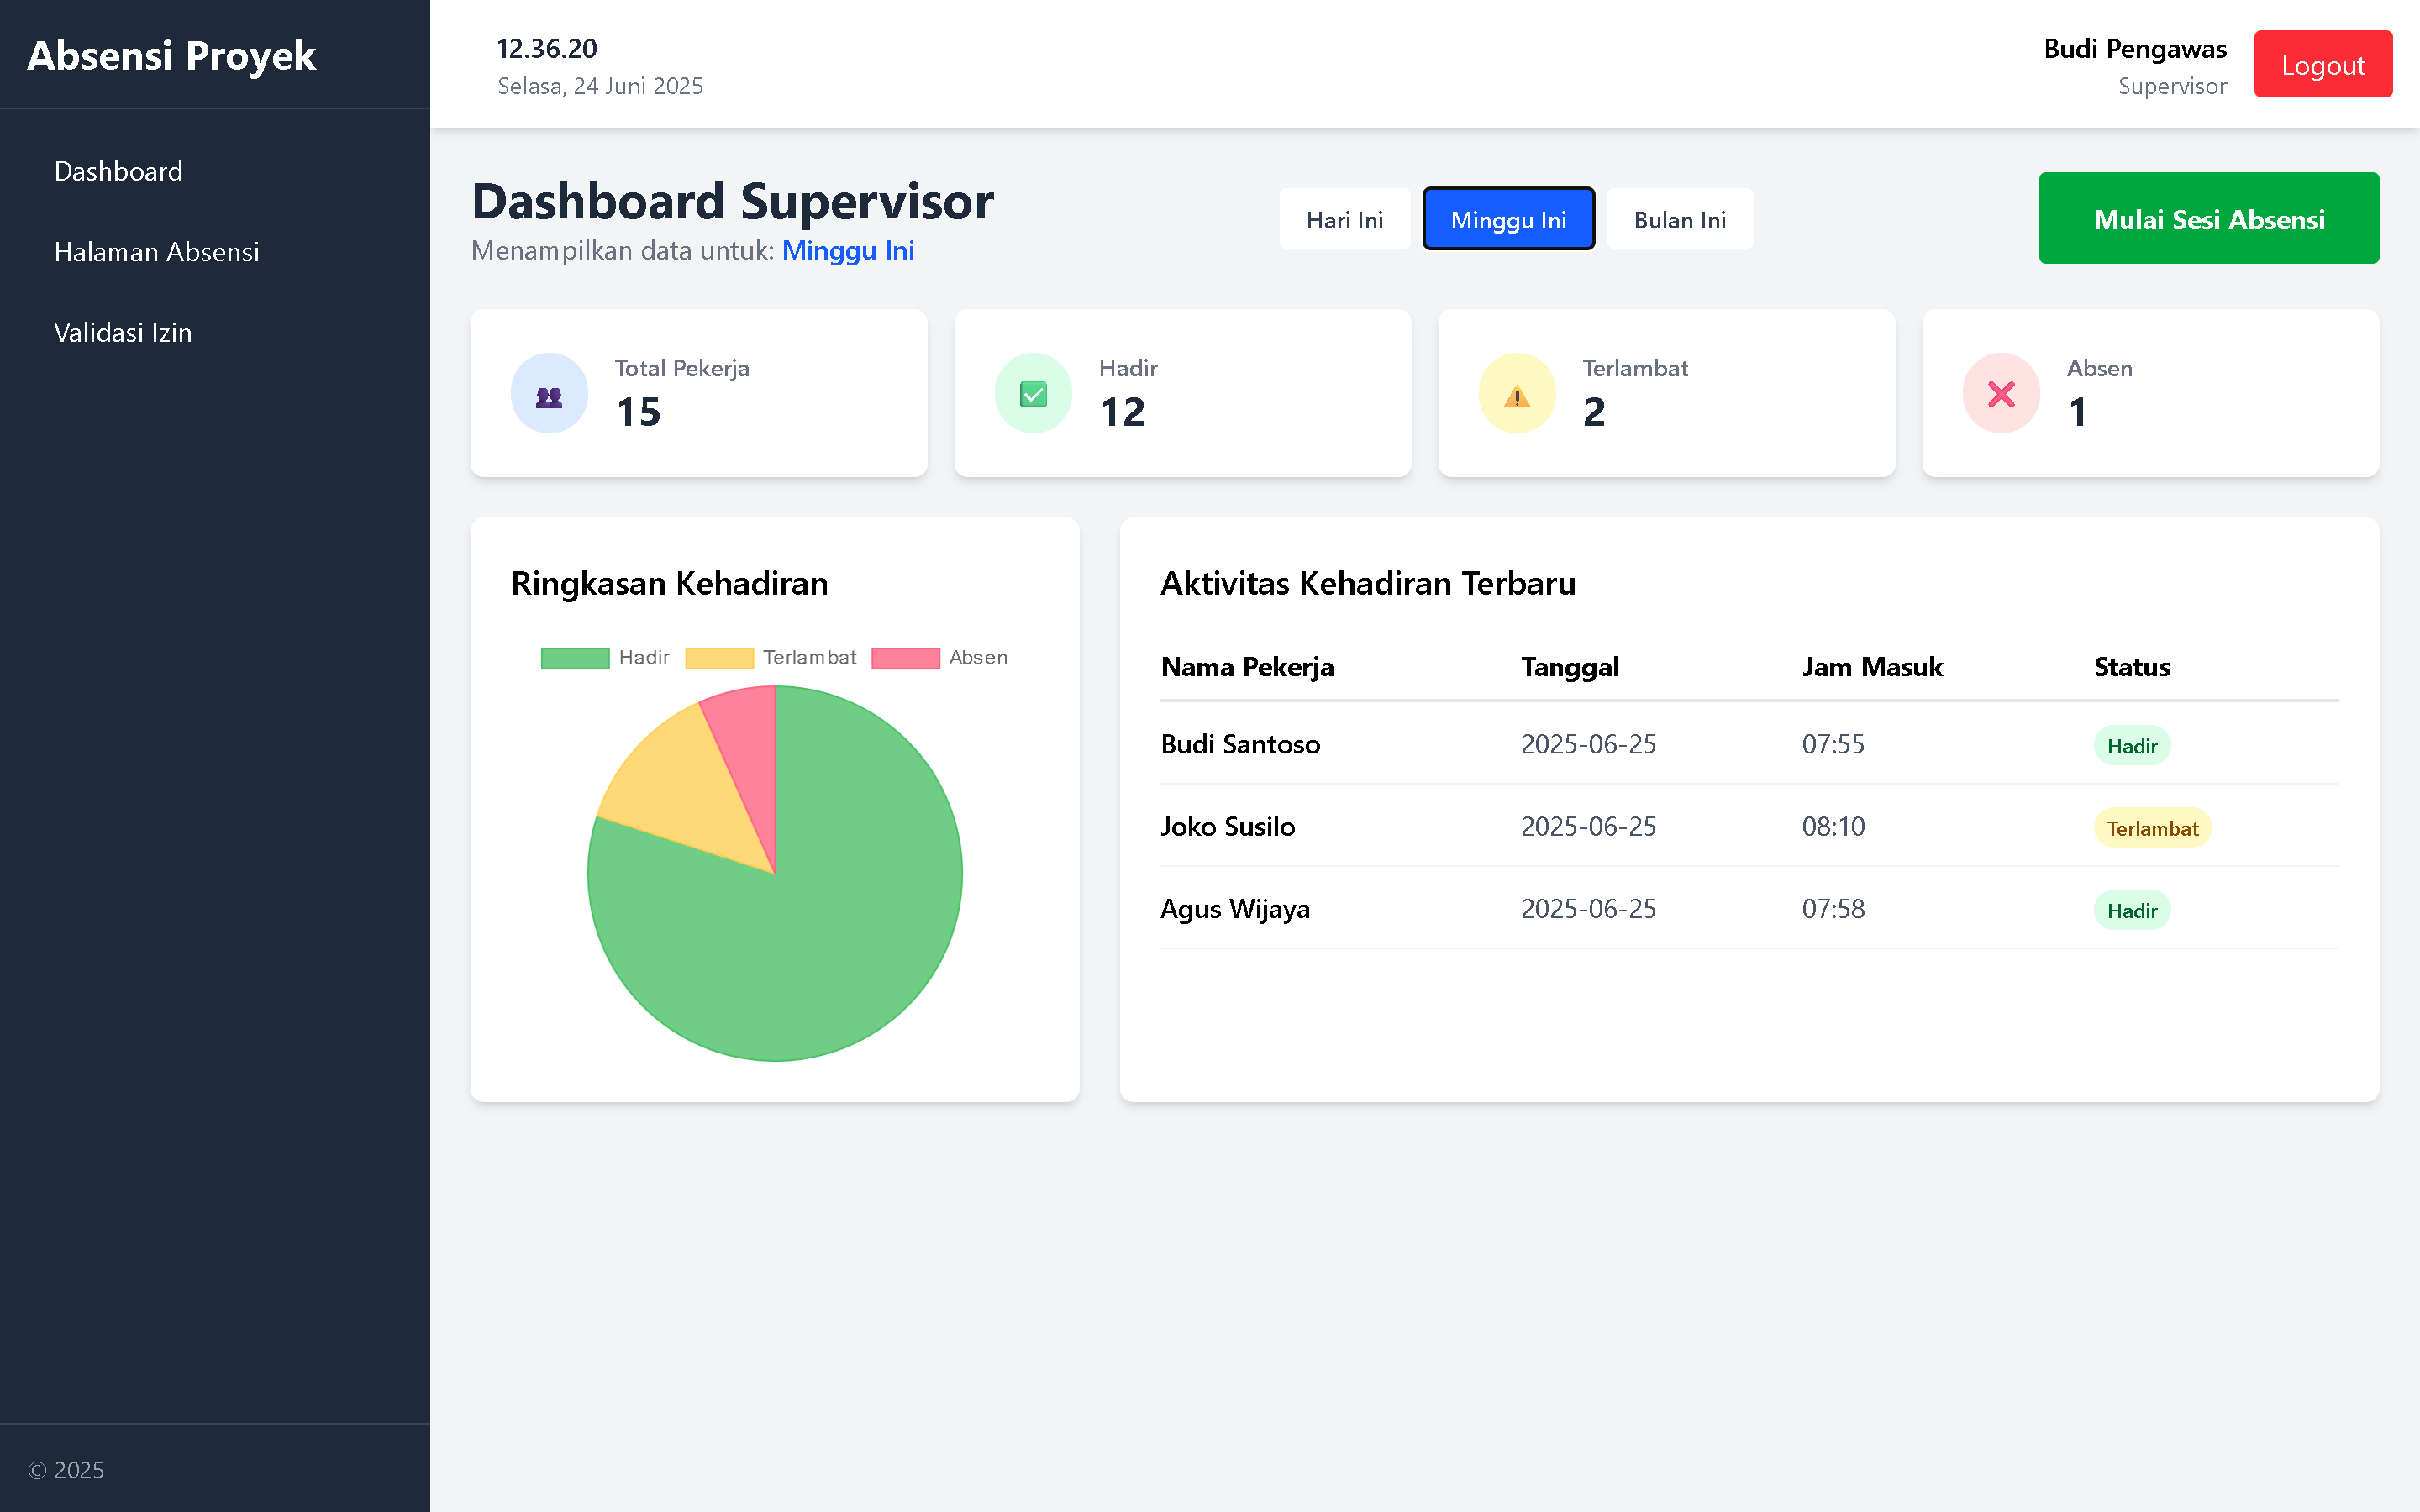 Absensi Proyek
Dashboard
Halaman Absensi
Validasi Izin
© 2025
12.36.20
Selasa, 24 Juni 2025
Budi Pengawas
Supervisor
Logout
Dashboard Supervisor
Menampilkan data untuk: Minggu Ini
Hari Ini
Minggu Ini
Bulan Ini
Mulai Sesi Absensi
Total Pekerja
15
Hadir
12
Terlambat
2
Absen
1
Ringkasan Kehadiran
Hadir Terlambat Absen
Aktivitas Kehadiran Terbaru
Nama Pekerja Tanggal Jam Masuk Status
Budi Santoso 2025-06-25 07:55 Hadir
Joko Susilo 2025-06-25 08:10 Terlambat
Agus Wijaya 2025-06-25 07:58 Hadir